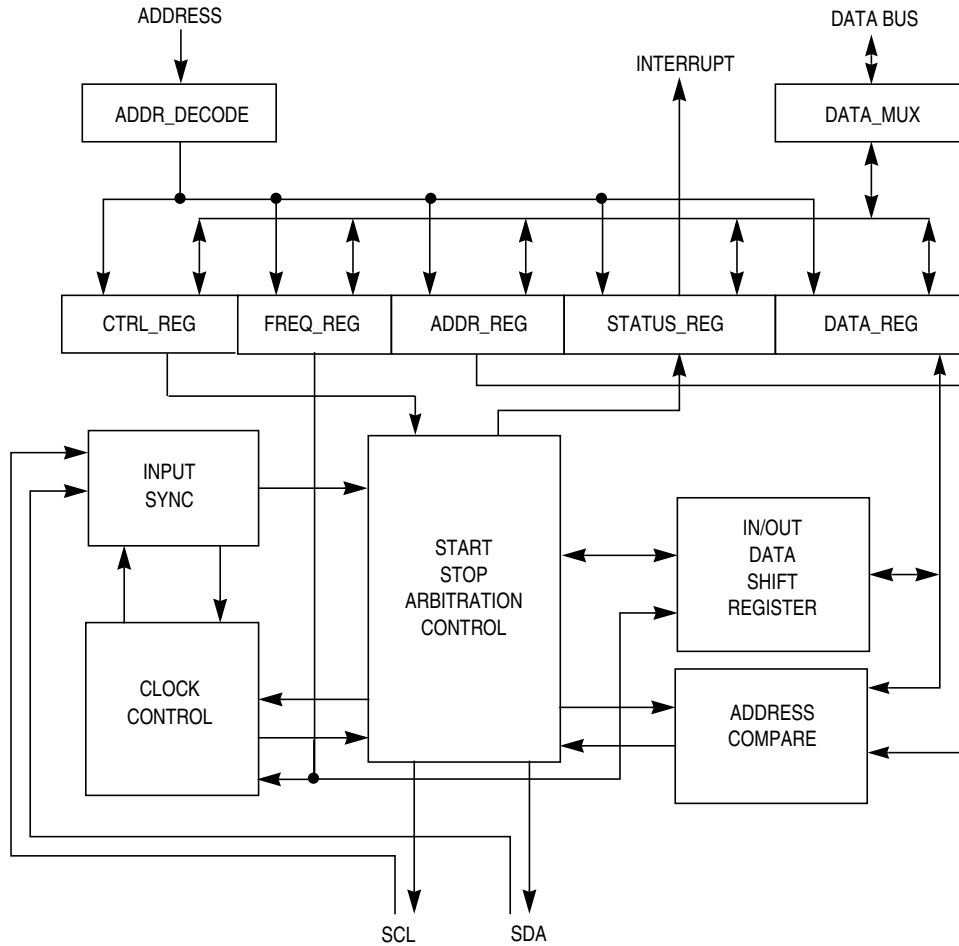 ADDRESS
DATA BUS
INTERRUPT
ADDR_DECODE
DATA_MUX
CTRL_REG
FREQ_REG
ADDR_REG
STATUS_REG
DATA_REG
INPUT
SYNC
START
STOP
ARBITRATION
CONTROL
IN/OUT
DATA
SHIFT
REGISTER
CLOCK
CONTROL
ADDRESS
COMPARE
SCL
SDA